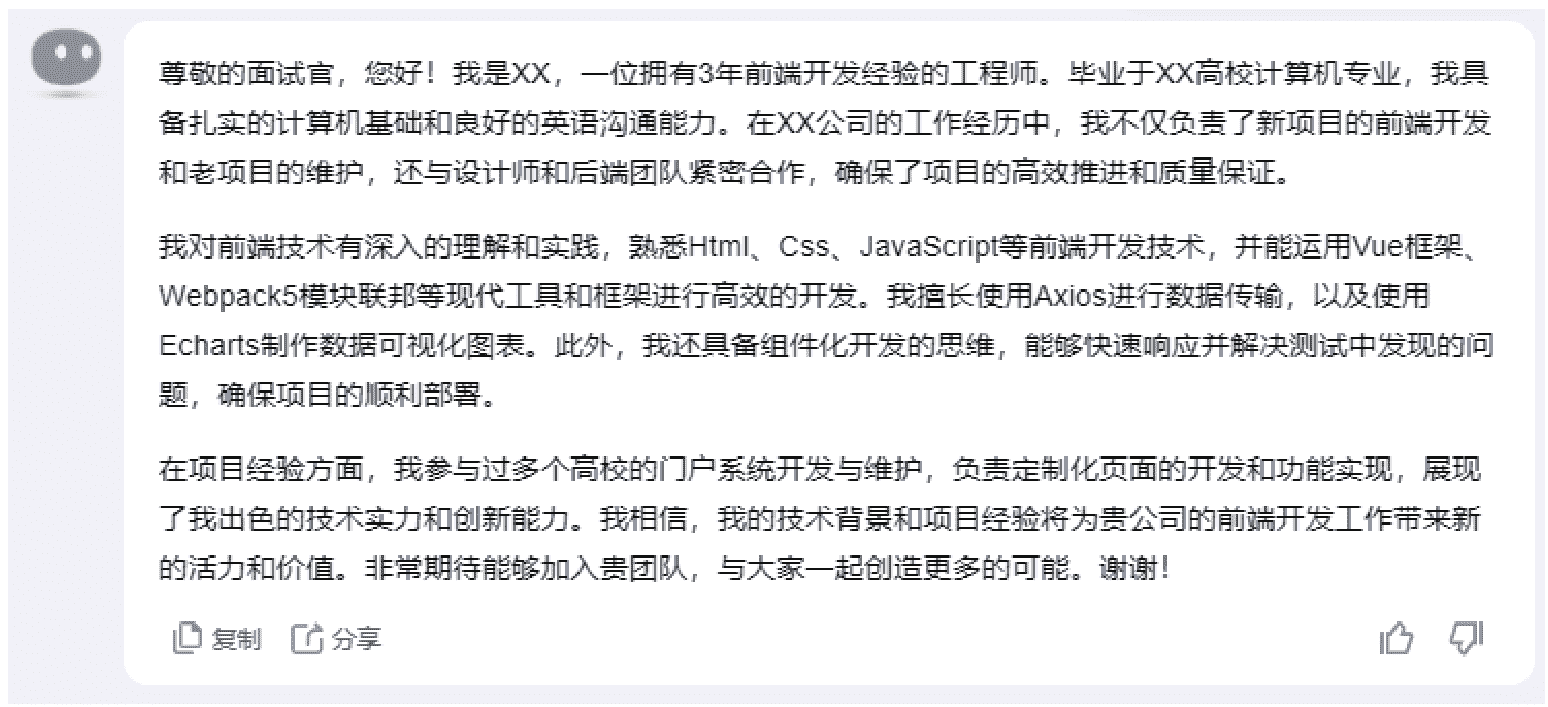 尊敬的面试官，您好！我是XX，一位拥有3年前端开发经验的工程师。毕业于XX高校计算机专业，我具
备扎实的计算机基础和良好的英语沟通能力。在XX公司的工作经历中，我不仅负责了新项目的前端开发
和老项目的维护，还与设计师和后端团队紧密合作，确保了项目的高效推进和质量保证。
我对前端技术有深入的理解和实践，熟悉Html、Css、JavaScript等前端开发技术，并能运用Vue框架、
Webpack5模块联邦等现代工具和框架进行高效的开发。我擅长使用Axios进行数据传输，以及使用
Echarts制作数据可视化图表。此外，我还具备组件化开发的思维，能够快速响应并解决测试中发现的问
题，确保项目的顺利部署。
在项目经验方面，我参与过多个高校的门户系统开发与维护，负责定制化页面的开发和功能实现，展现
了我出色的技术实力和创新能力。我相信，我的技术背景和项目经验将为贵公司的前端开发工作带来新
的活力和价值。非常期待能够加入贵团队，与大家一起创造更多的可能。谢谢！
复制 分享